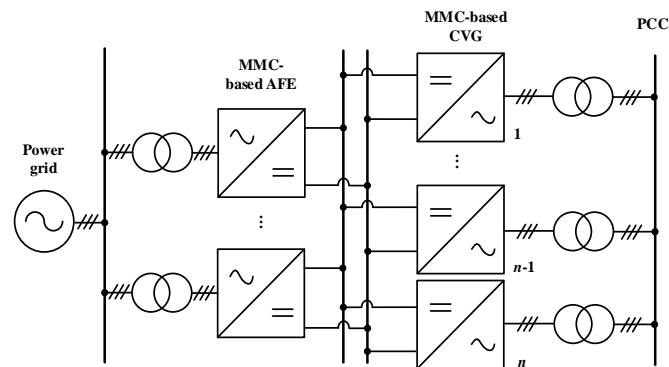 MMC-based
CVG
PCC
MMC-
based AFE
Power
grid
1
...
...
n-1
n